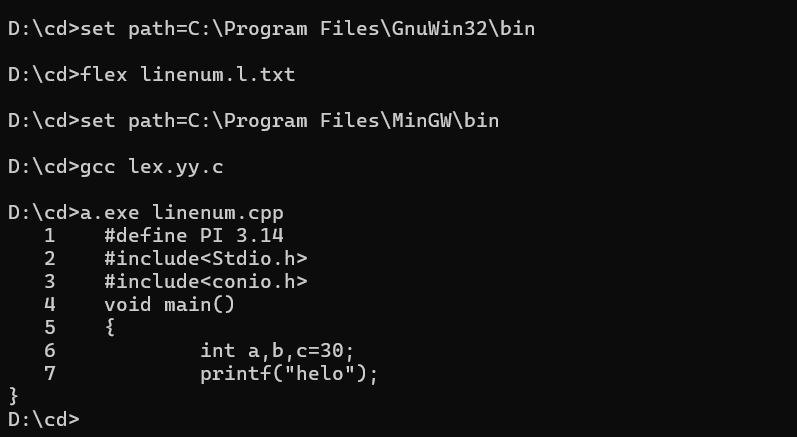 D:\cd>set path=C:\Program Files\GnuWin32\bin
D:\cd>flex linenum.l.txt
D:\cd>set path=C:\Program Files\MinGW\bin
D:\cd>gcc lex.yy.c
D:\cd>a.exe linenum.cpp
   1    #define PI 3.14
   2    #include<Stdio.h>
   3    #include<conio.h>
   4    void main()
   5    {
   6            int a,b,c=30;
   7            printf("helo");
}
D:\cd>